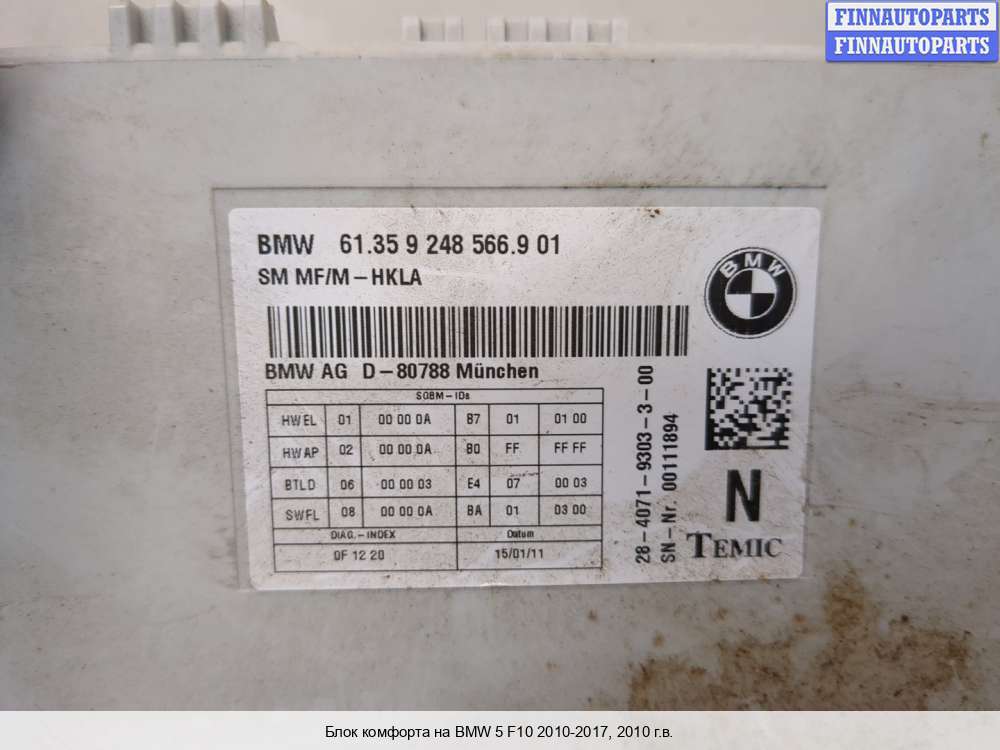 FINNAUTOPARTS
FINNAUTOPARTS
BMW 61.35 9 248 566.9 01
SM MF/M-HKLA
BMW
BMW AG D-80788 München
SGBM-IDs
HWEL 01 00 00 0A B7 01 01 00
HWAP 02 00 00 0A B0 FF FF FF
BTLD 06 00 00 03 E4 07 00 03
SWFL 08 00 00 0A BA 01 03 00
DIAG.-INDEX Datum
0F 12 20 15/01/11
28-4071-9303-3-00
SN-Nr. 00111894
N
TEMIC
Блок комфорта на BMW 5 F10 2010-2017, 2010 г.в.